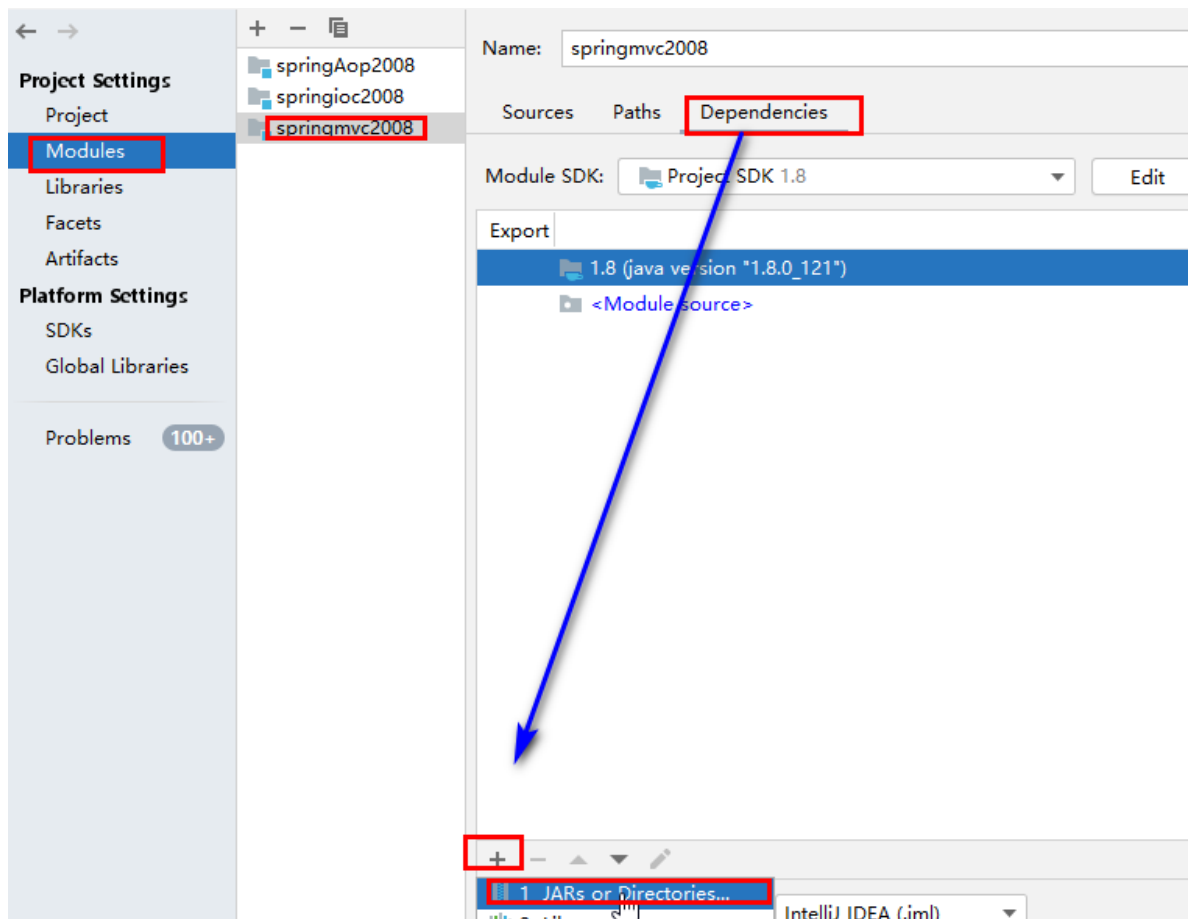 Project Settings
Project
Modules
Libraries
Facets
Artifacts
Platform Settings
SDKs
Global Libraries
Problems 100+
springAop2008
springioc2008
springmvc2008
Name: springmvc2008
Sources Paths Dependencies
Module SDK: Project SDK 1.8 Edit
Export
1.8 (java version "1.8.0_121")
<Module source>
1 JARs or Directories...
IntelliJ IDEA (.iml)